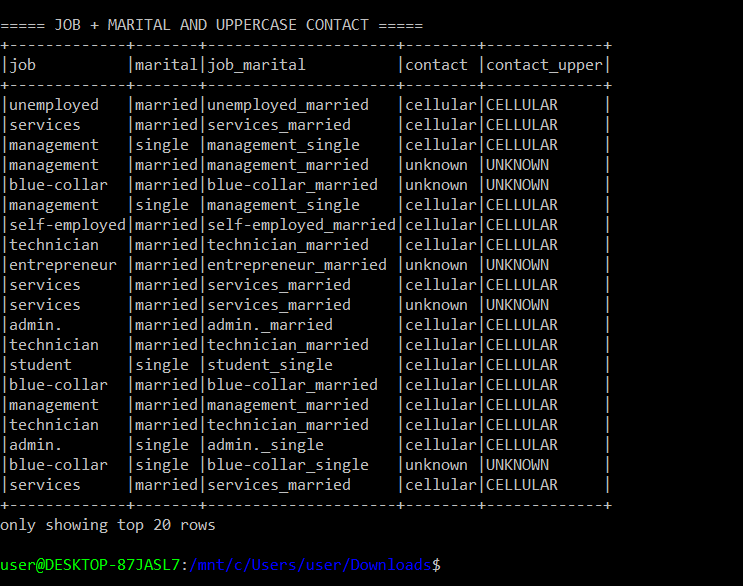 ===== JOB + MARITAL AND UPPERCASE CONTACT =====
+-------------+-------+---------------------+--------+-------------+
|job          |marital|job_marital          |contact |contact_upper|
+-------------+-------+---------------------+--------+-------------+
|unemployed   |married|unemployed_married   |cellular|CELLULAR     |
|services     |married|services_married     |cellular|CELLULAR     |
|management   |single |management_single    |cellular|CELLULAR     |
|management   |married|management_married   |unknown |UNKNOWN      |
|blue-collar  |married|blue-collar_married  |unknown |UNKNOWN      |
|management   |single |management_single    |cellular|CELLULAR     |
|self-employed|married|self-employed_married|cellular|CELLULAR     |
|technician   |married|technician_married   |cellular|CELLULAR     |
|entrepreneur |married|entrepreneur_married |unknown |UNKNOWN      |
|services     |married|services_married     |cellular|CELLULAR     |
|services     |married|services_married     |unknown |UNKNOWN      |
|admin.       |married|admin._married       |cellular|CELLULAR     |
|technician   |married|technician_married   |cellular|CELLULAR     |
|student      |single |student_single       |cellular|CELLULAR     |
|blue-collar  |married|blue-collar_married  |cellular|CELLULAR     |
|management   |married|management_married   |cellular|CELLULAR     |
|technician   |married|technician_married   |cellular|CELLULAR     |
|admin.       |single |admin._single        |cellular|CELLULAR     |
|blue-collar  |single |blue-collar_single   |unknown |UNKNOWN      |
|services     |married|services_married     |cellular|CELLULAR     |
+-------------+-------+---------------------+--------+-------------+
only showing top 20 rows
user@DESKTOP-87JASL7:/mnt/c/Users/user/Downloads$